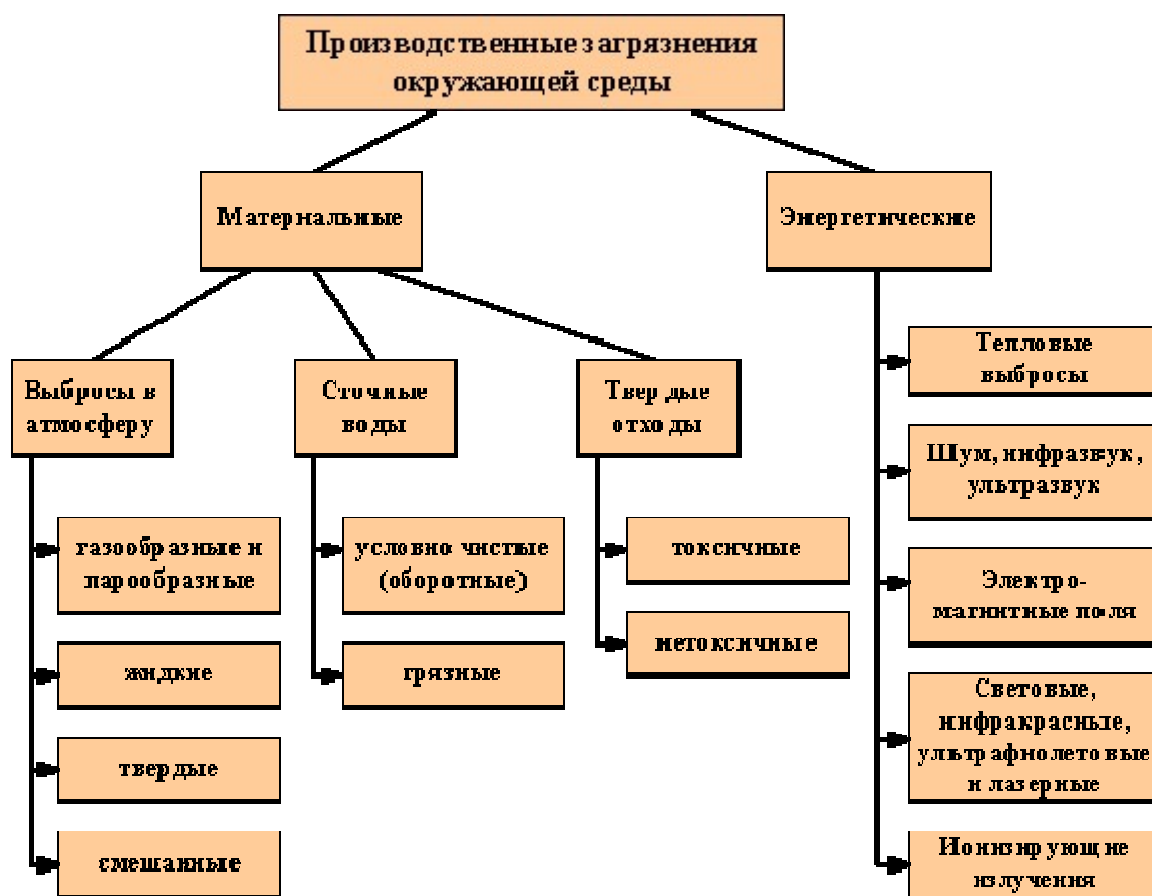 Производственные загрязнения
окружающей среды
Материальные
Энергетические
Выбросы в
атмосферу
Сточные
воды
Твердые
отходы
газообразные и
парообразные
жидкие
твердые
смешанные
условно чистые
(оборотные)
грязные
токсичные
нетоксичные
Тепловые
выбросы
Шум, инфразвук,
ультразвук
Электро-
магнитные поля
Световые,
инфракрасные,
ультрафиолетовые
и лазерные
Ионизирующие
излучения